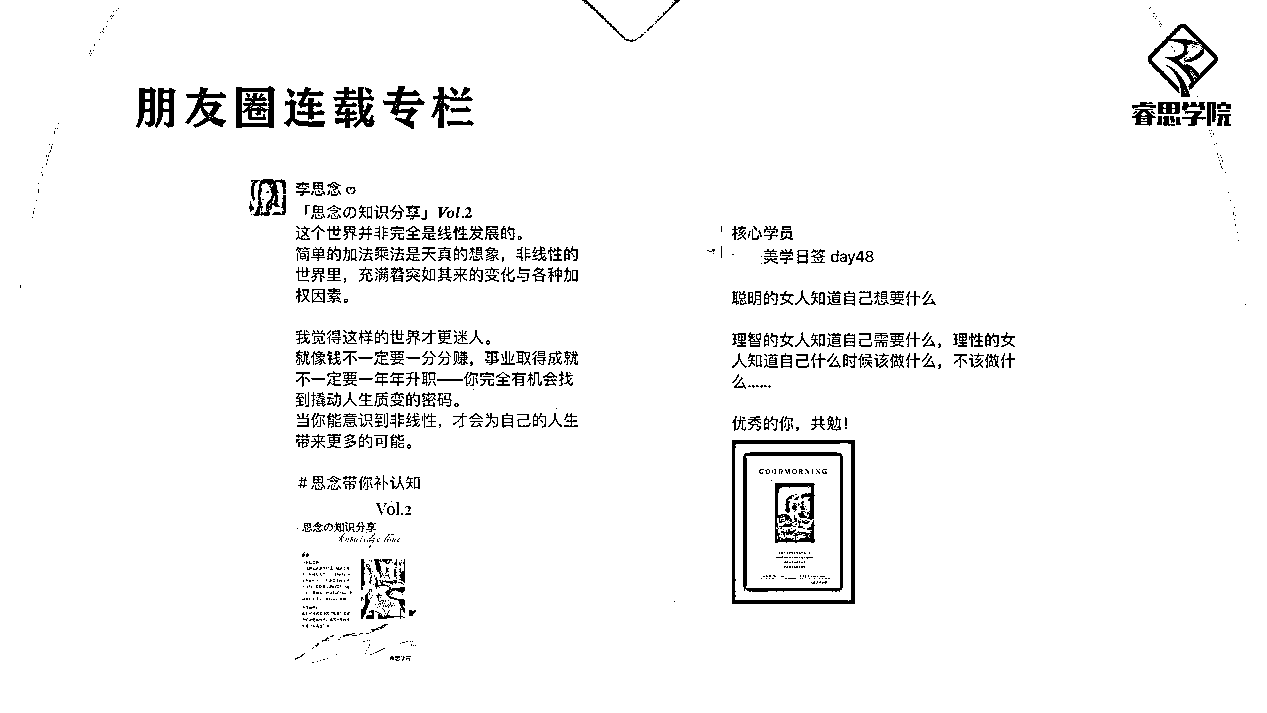 朋友圈连载专栏
睿思学院
李思念
「思念の知识分享」Vol.2
这个世界并非完全是线性发展的。
简单的加法乘法是天真的想象，非线性的
世界里，充满着突如其来的变化与各种加
权因素。
我觉得这样的世界才更迷人。
就像钱不一定要一分分赚，事业取得成就
不一定要一年年升职——你完全有机会找
到撬动人生质变的密码。
当你能意识到非线性，才会为自己的人生
带来更多的可能。
#思念带你补认知
Vol.2
思念の知识分享
核心学员
美学日签 day48
聪明的女人知道自己想要什么
理智的女人知道自己需要什么，理性的女
人知道自己什么时候该做什么，不该做什
么......
优秀的你，共勉！
GOODMORNING